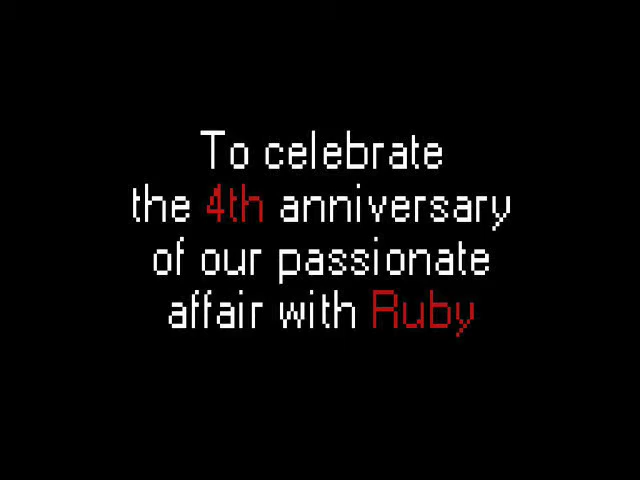 To celebrate
the 4th anniversary
of our passionate
affair with Ruby